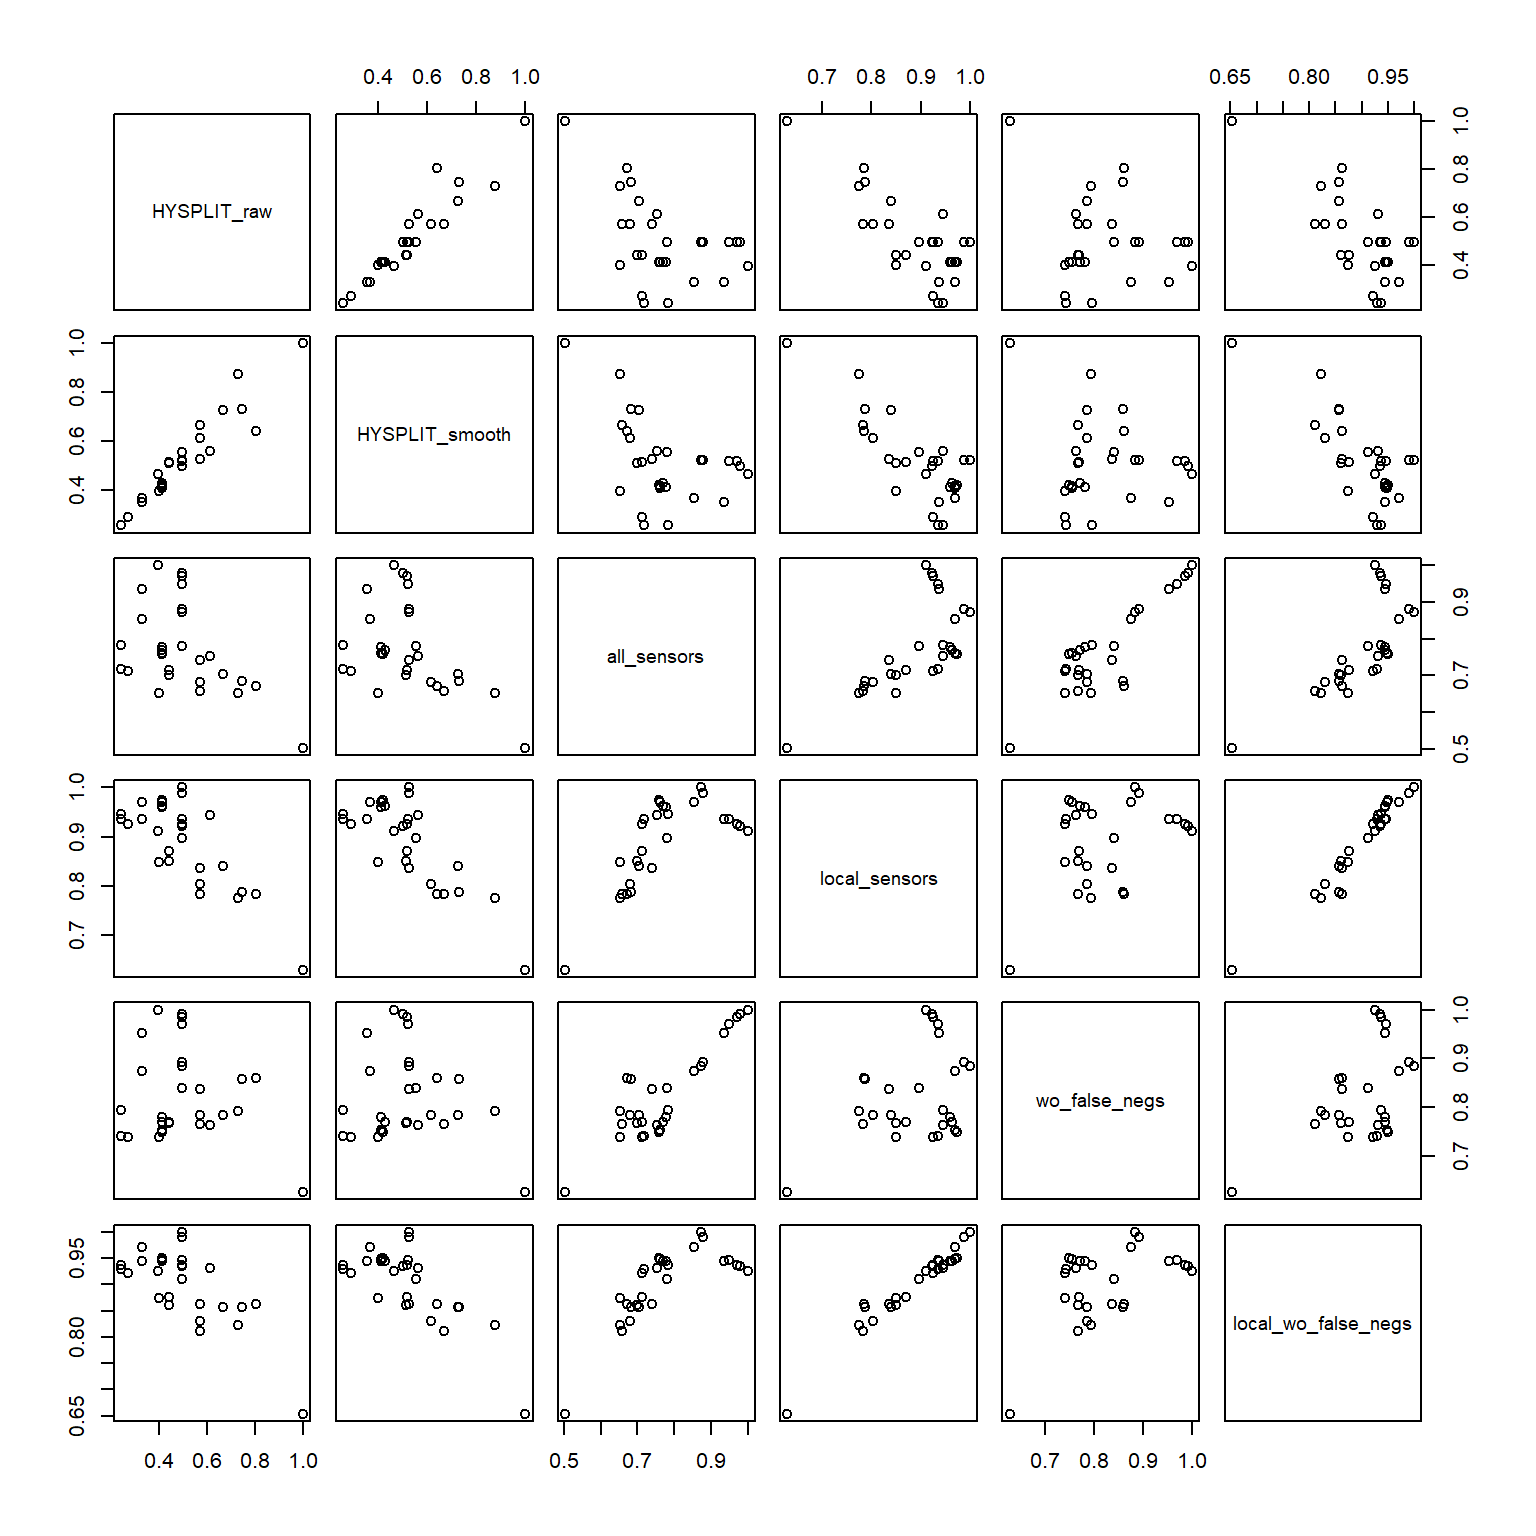 0.4 0.6 0.8 1.0 0.7 0.8 0.9 1.0 0.65 0.80 0.95
HYSPLIT_raw
0.4 0.6 0.8 1.0
0.4 0.6 0.8 1.0
HYSPLIT_smooth
all_sensors
0.5 0.7 0.9
0.7 0.8 0.9 1.0
local_sensors
wo_false_negs
0.7 0.8 0.9 1.0
0.65 0.80 0.95
local_wo_false_negs
0.4 0.6 0.8 1.0 0.5 0.7 0.9 0.7 0.8 0.9 1.0